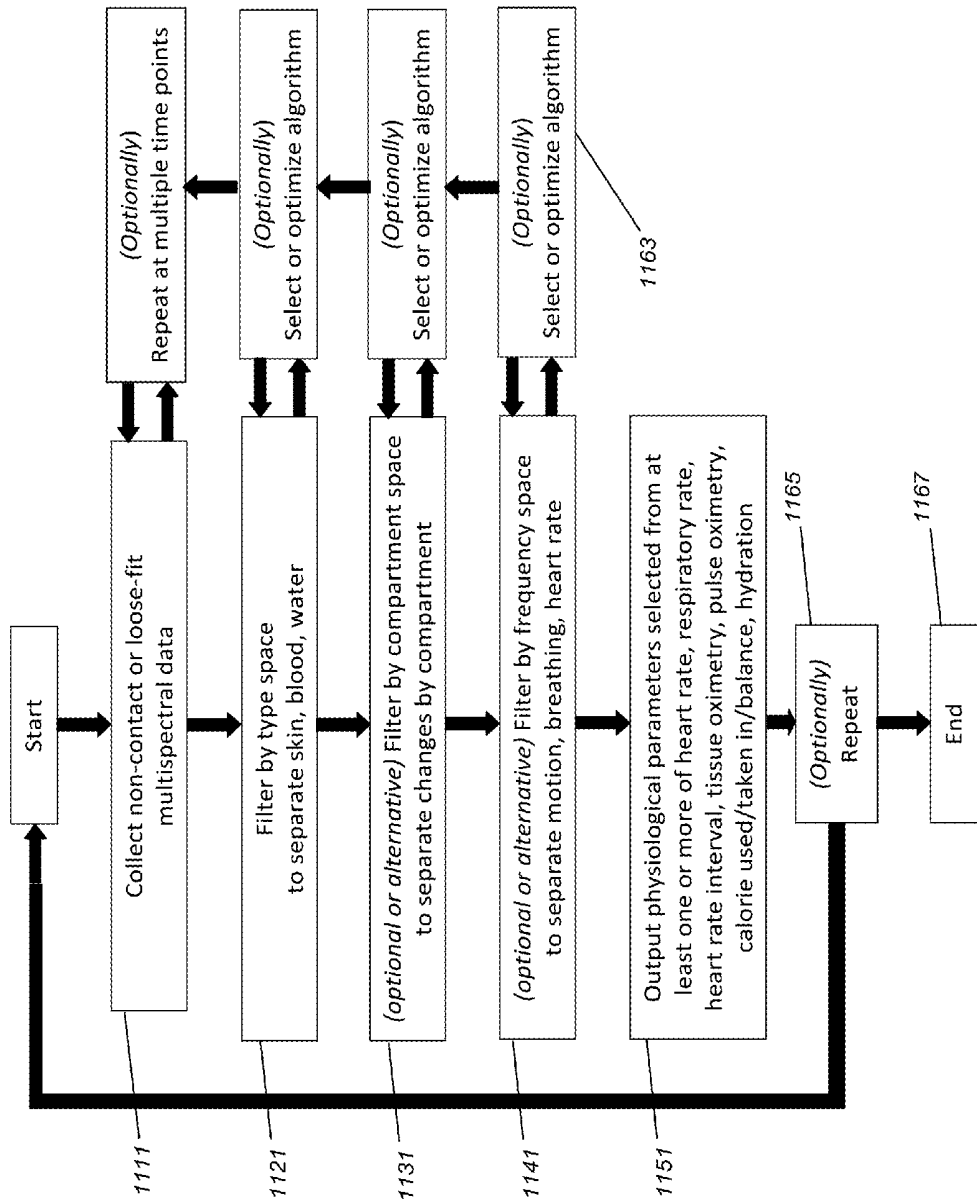 Start
Collect non-contact or loose-fit
multispectral data
(Optionally)
Repeat at multiple time points
1111
Filter by type space
to separate skin, blood, water
(Optionally)
Select or optimize algorithm
1121
(optional or alternative) Filter by compartment space
to separate changes by compartment
(Optionally)
Select or optimize algorithm
1131
(optional or alternative) Filter by frequency space
to separate motion, breathing, heart rate
(Optionally)
Select or optimize algorithm
1141
1163
Output physiological parameters selected from at
least one or more of heart rate, respiratory rate,
heart rate interval, tissue oximetry, pulse oximetry,
calorie used/taken in/balance, hydration
1151
(Optionally)
Repeat
1165
End
1167